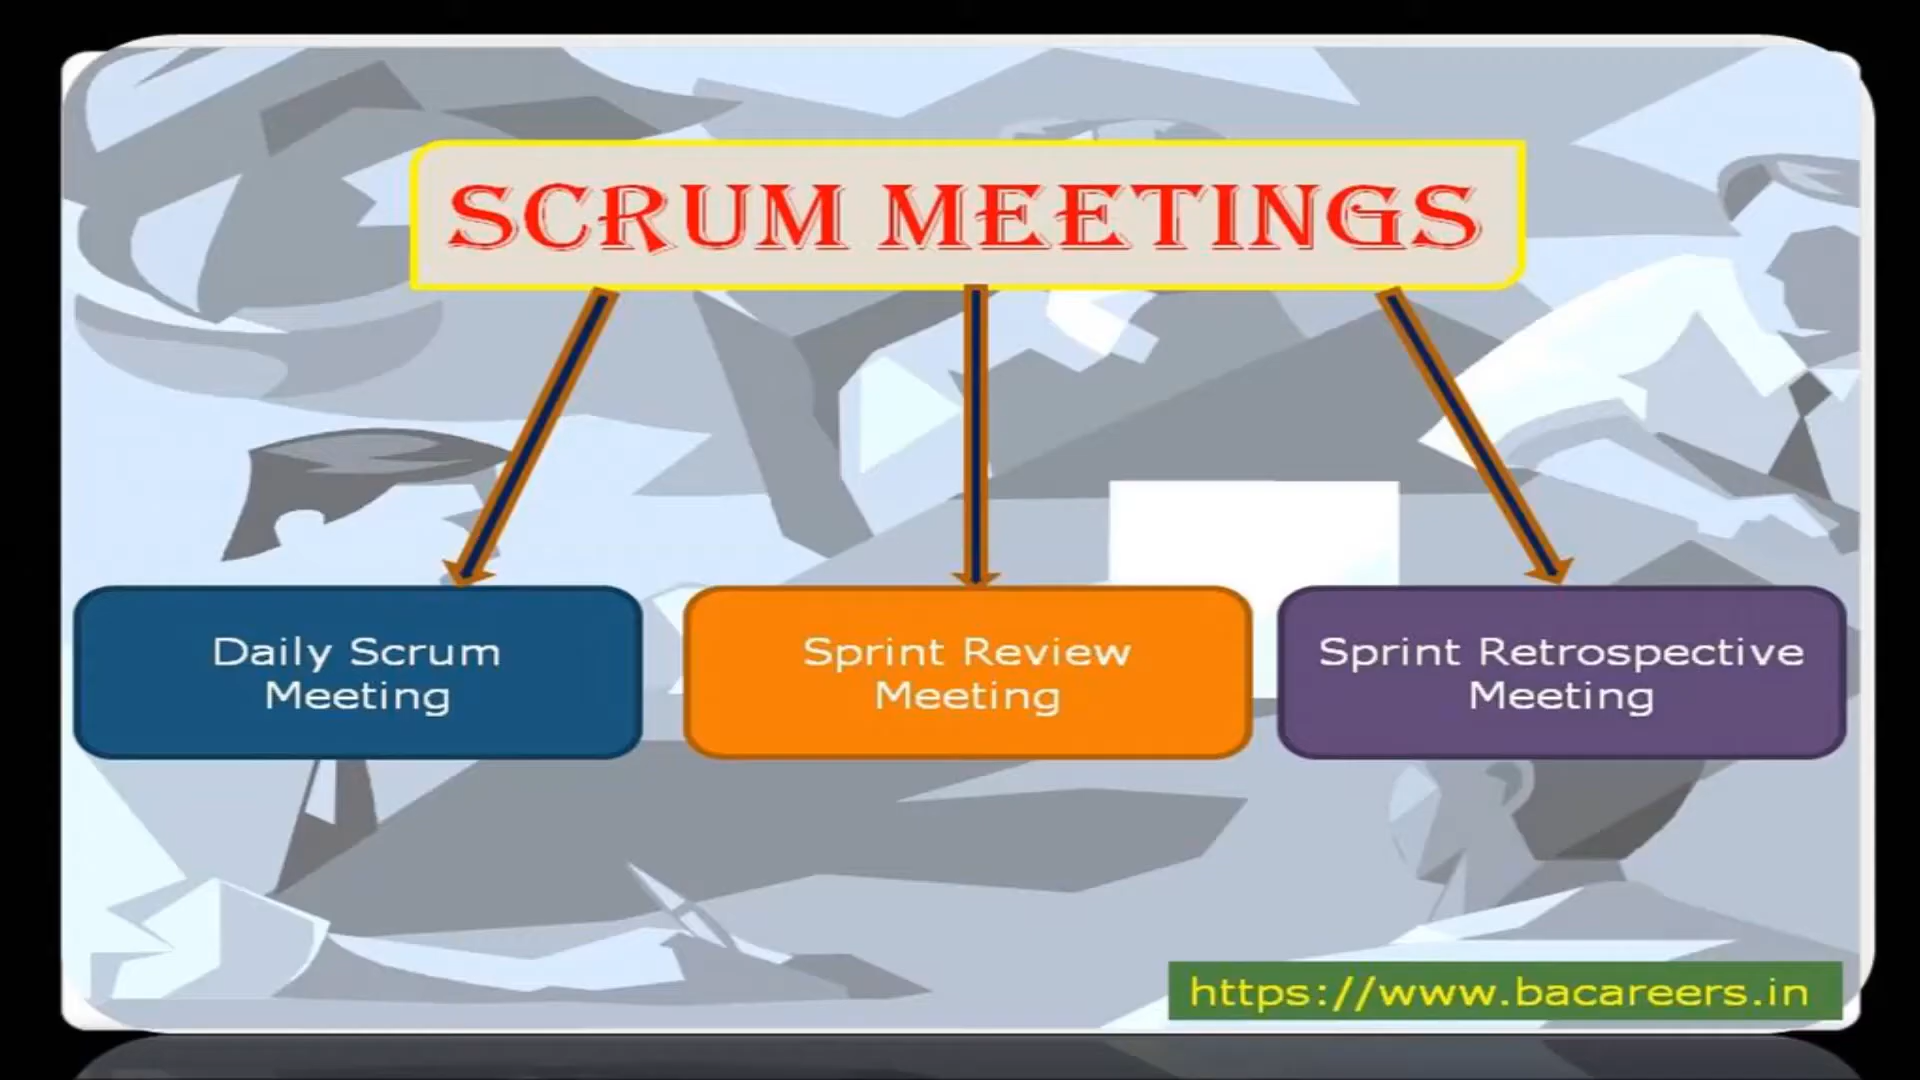 SCRUM MEETINGS
Daily Scrum
Meeting
Sprint Review
Meeting
Sprint Retrospective
Meeting
https://www.bacareers.in